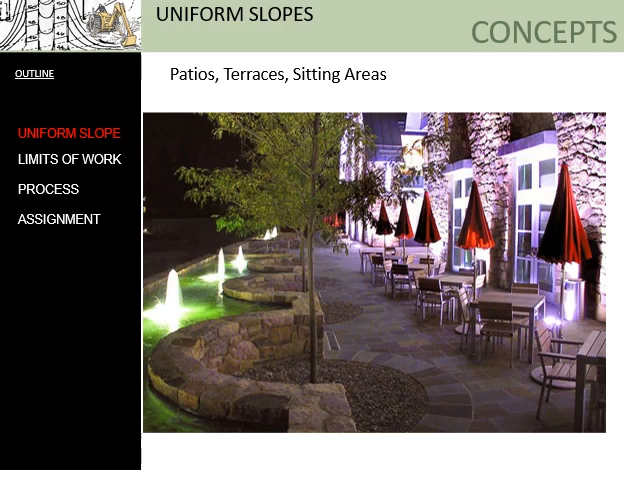 UNIFORM SLOPES
CONCEPTS
OUTLINE
Patios, Terraces, Sitting Areas
UNIFORM SLOPE
LIMITS OF WORK
PROCESS
ASSIGNMENT